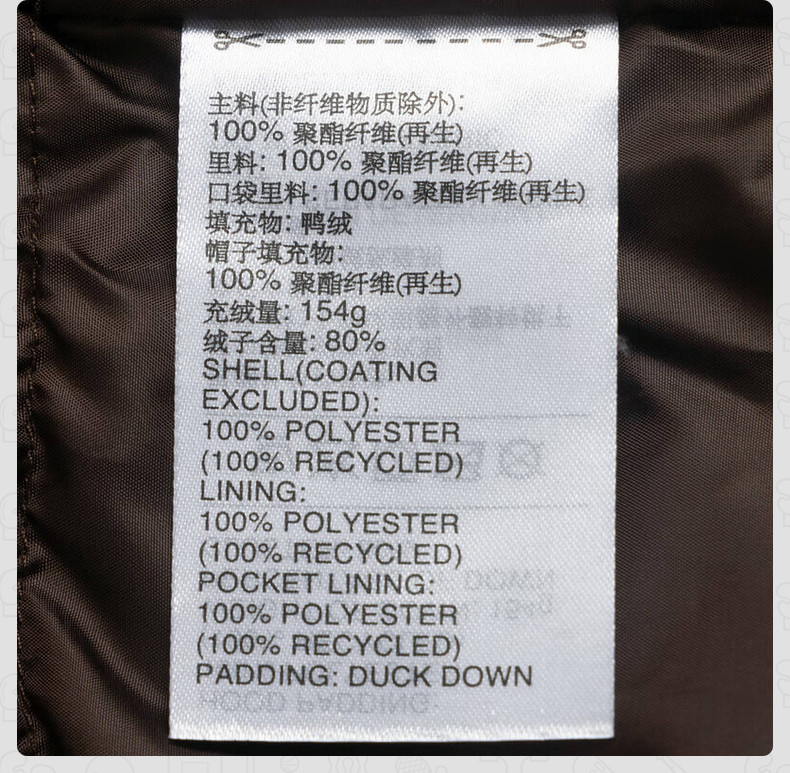 主料(非纤维物质除外):
100% 聚酯纤维(再生)
里料: 100% 聚酯纤维(再生)
口袋里料: 100% 聚酯纤维(再生)
填充物: 鸭绒
帽子填充物:
100% 聚酯纤维(再生)
充绒量: 154g
绒子含量: 80%
SHELL(COATING
EXCLUDED):
100% POLYESTER
(100% RECYCLED)
LINING:
100% POLYESTER
(100% RECYCLED)
POCKET LINING:
100% POLYESTER
(100% RECYCLED)
PADDING: DUCK DOWN